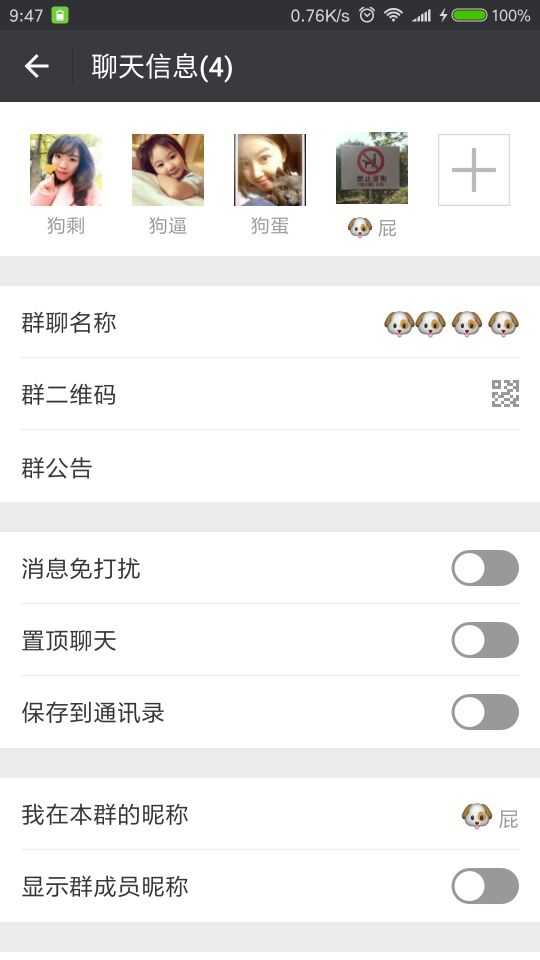 9:47 0.76K/s 100%
聊天信息(4)
狗剩 狗逼 狗蛋 🐶 屁
群聊名称 🐶🐶🐶🐶
群二维码
群公告
消息免打扰
置顶聊天
保存到通讯录
我在本群的昵称 🐶 屁
显示群成员昵称